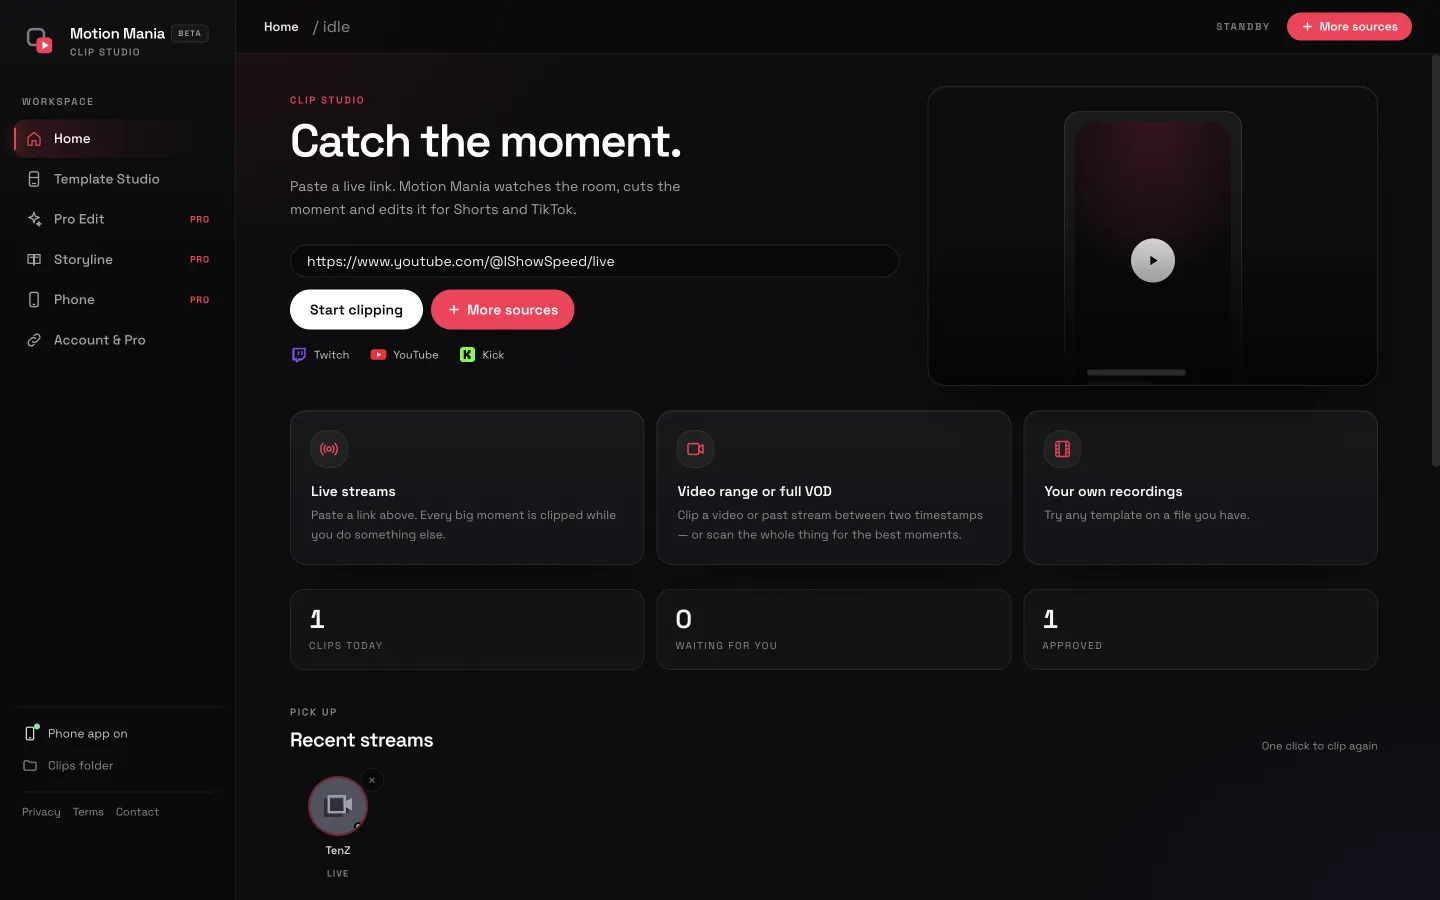 Motion Mania BETA
CLIP STUDIO
WORKSPACE
Home
Template Studio
Pro Edit PRO
Storyline PRO
Phone PRO
Account & Pro
Phone app on
Clips folder
Privacy Terms Contact
Home / idle
STANDBY
+ More sources
CLIP STUDIO
Catch the moment.
Paste a live link. Motion Mania watches the room, cuts the
moment and edits it for Shorts and TikTok.
https://www.youtube.com/@IShowSpeed/live
Start clipping
+ More sources
Twitch YouTube Kick
Live streams
Paste a link above. Every big moment is clipped while
you do something else.
Video range or full VOD
Clip a video or past stream between two timestamps
— or scan the whole thing for the best moments.
Your own recordings
Try any template on a file you have.
1
CLIPS TODAY
0
WAITING FOR YOU
1
APPROVED
PICK UP
Recent streams
One click to clip again
TenZ
LIVE